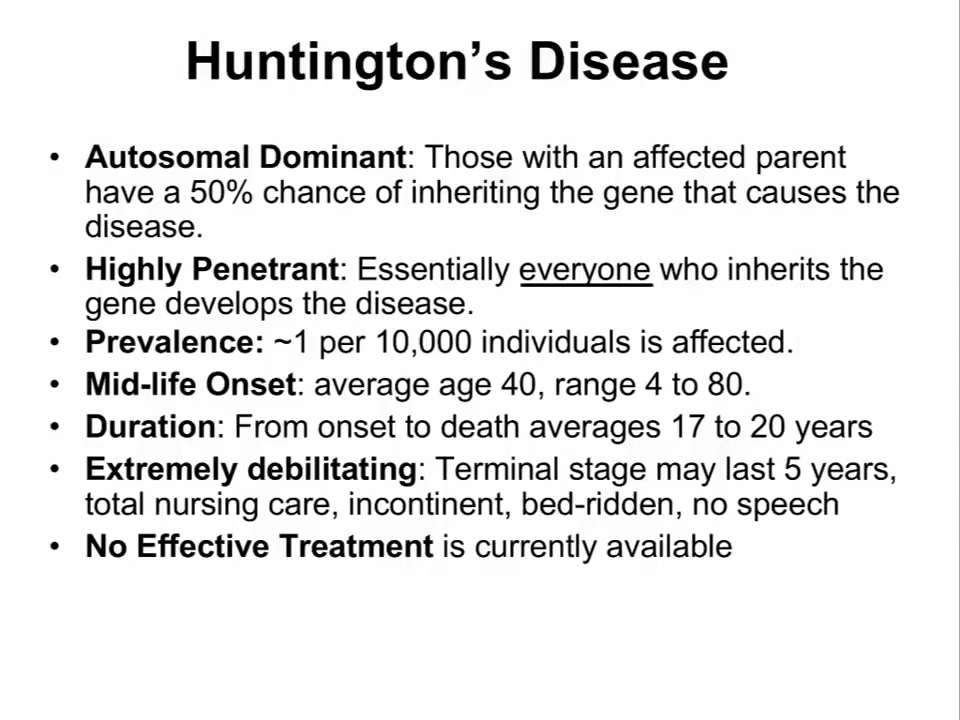 Huntington's Disease
• Autosomal Dominant: Those with an affected parent
have a 50% chance of inheriting the gene that causes the
disease.
• Highly Penetrant: Essentially everyone who inherits the
gene develops the disease.
• Prevalence: ~1 per 10,000 individuals is affected.
• Mid-life Onset: average age 40, range 4 to 80.
• Duration: From onset to death averages 17 to 20 years
• Extremely debilitating: Terminal stage may last 5 years,
total nursing care, incontinent, bed-ridden, no speech
• No Effective Treatment is currently available